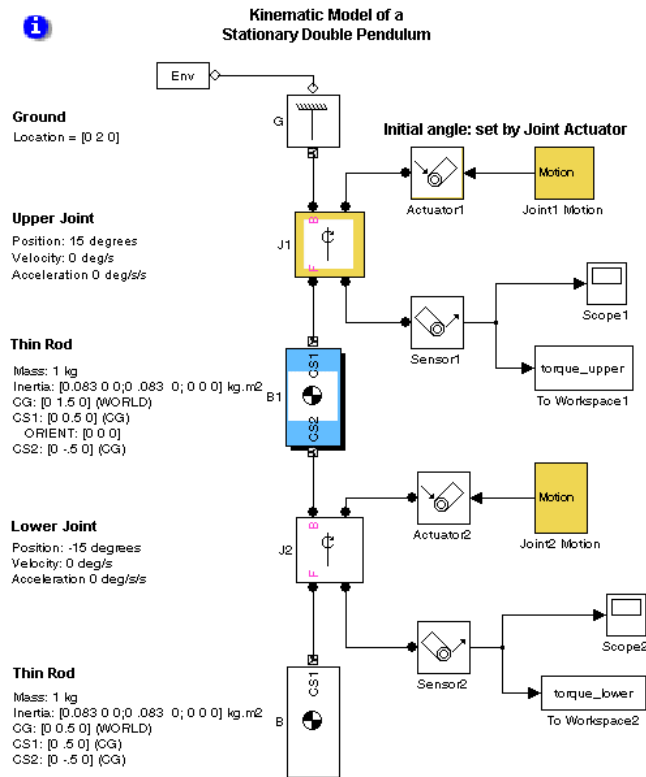 i
Kinematic Model of a
Stationary Double Pendulum
Env
Ground
Location = [0 2 0]
G
Initial angle: set by Joint Actuator
Motion
Actuator1
Joint1 Motion
Upper Joint
Position: 15 degrees
Velocity: 0 deg/s
Acceleration 0 deg/s/s
J1
B
F
Sensor1
Scope1
torque_upper
To Workspace1
Thin Rod
Mass: 1 kg
Inertia: [0.083 0 0;0 .083 0; 0 0 0] kg.m2
CG: [0 1.5 0] (WORLD)
CS1: [0 0.5 0] (CG)
ORIENT: [0 0 0]
CS2: [0 -.5 0] (CG)
B1
CS1
CS2
Motion
Actuator2
Joint2 Motion
Lower Joint
Position: -15 degrees
Velocity: 0 deg/s
Acceleration 0 deg/s/s
J2
B
F
Sensor2
Scope2
torque_lower
To Workspace2
Thin Rod
Mass: 1 kg
Inertia: [0.083 0 0;0 .083 0; 0 0 0] kg.m2
CG: [0 0.5 0] (WORLD)
CS1: [0 .5 0] (CG)
CS2: [0 -.5 0] (CG)
B
CS1